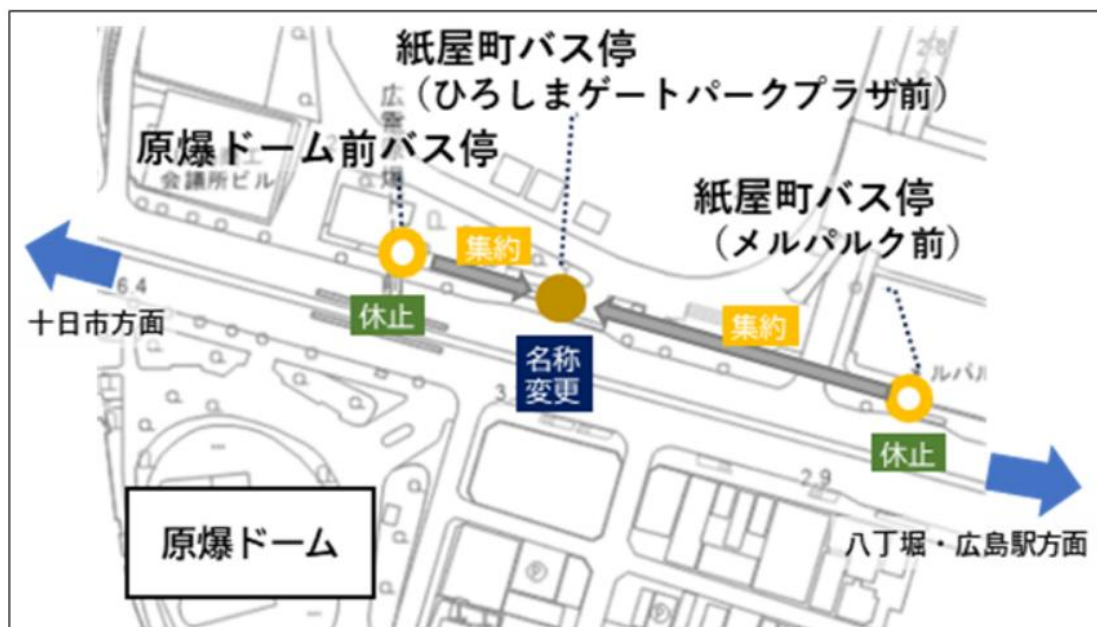 紙屋町バス停
（ひろしまゲートパークプラザ前）
原爆ドーム前バス停
会議所ビル
紙屋町バス停
（メルパルク前）
集約
集約
6.4
十日市方面
休止
名称
変更
休止
2.9
原爆ドーム
八丁堀・広島駅方面